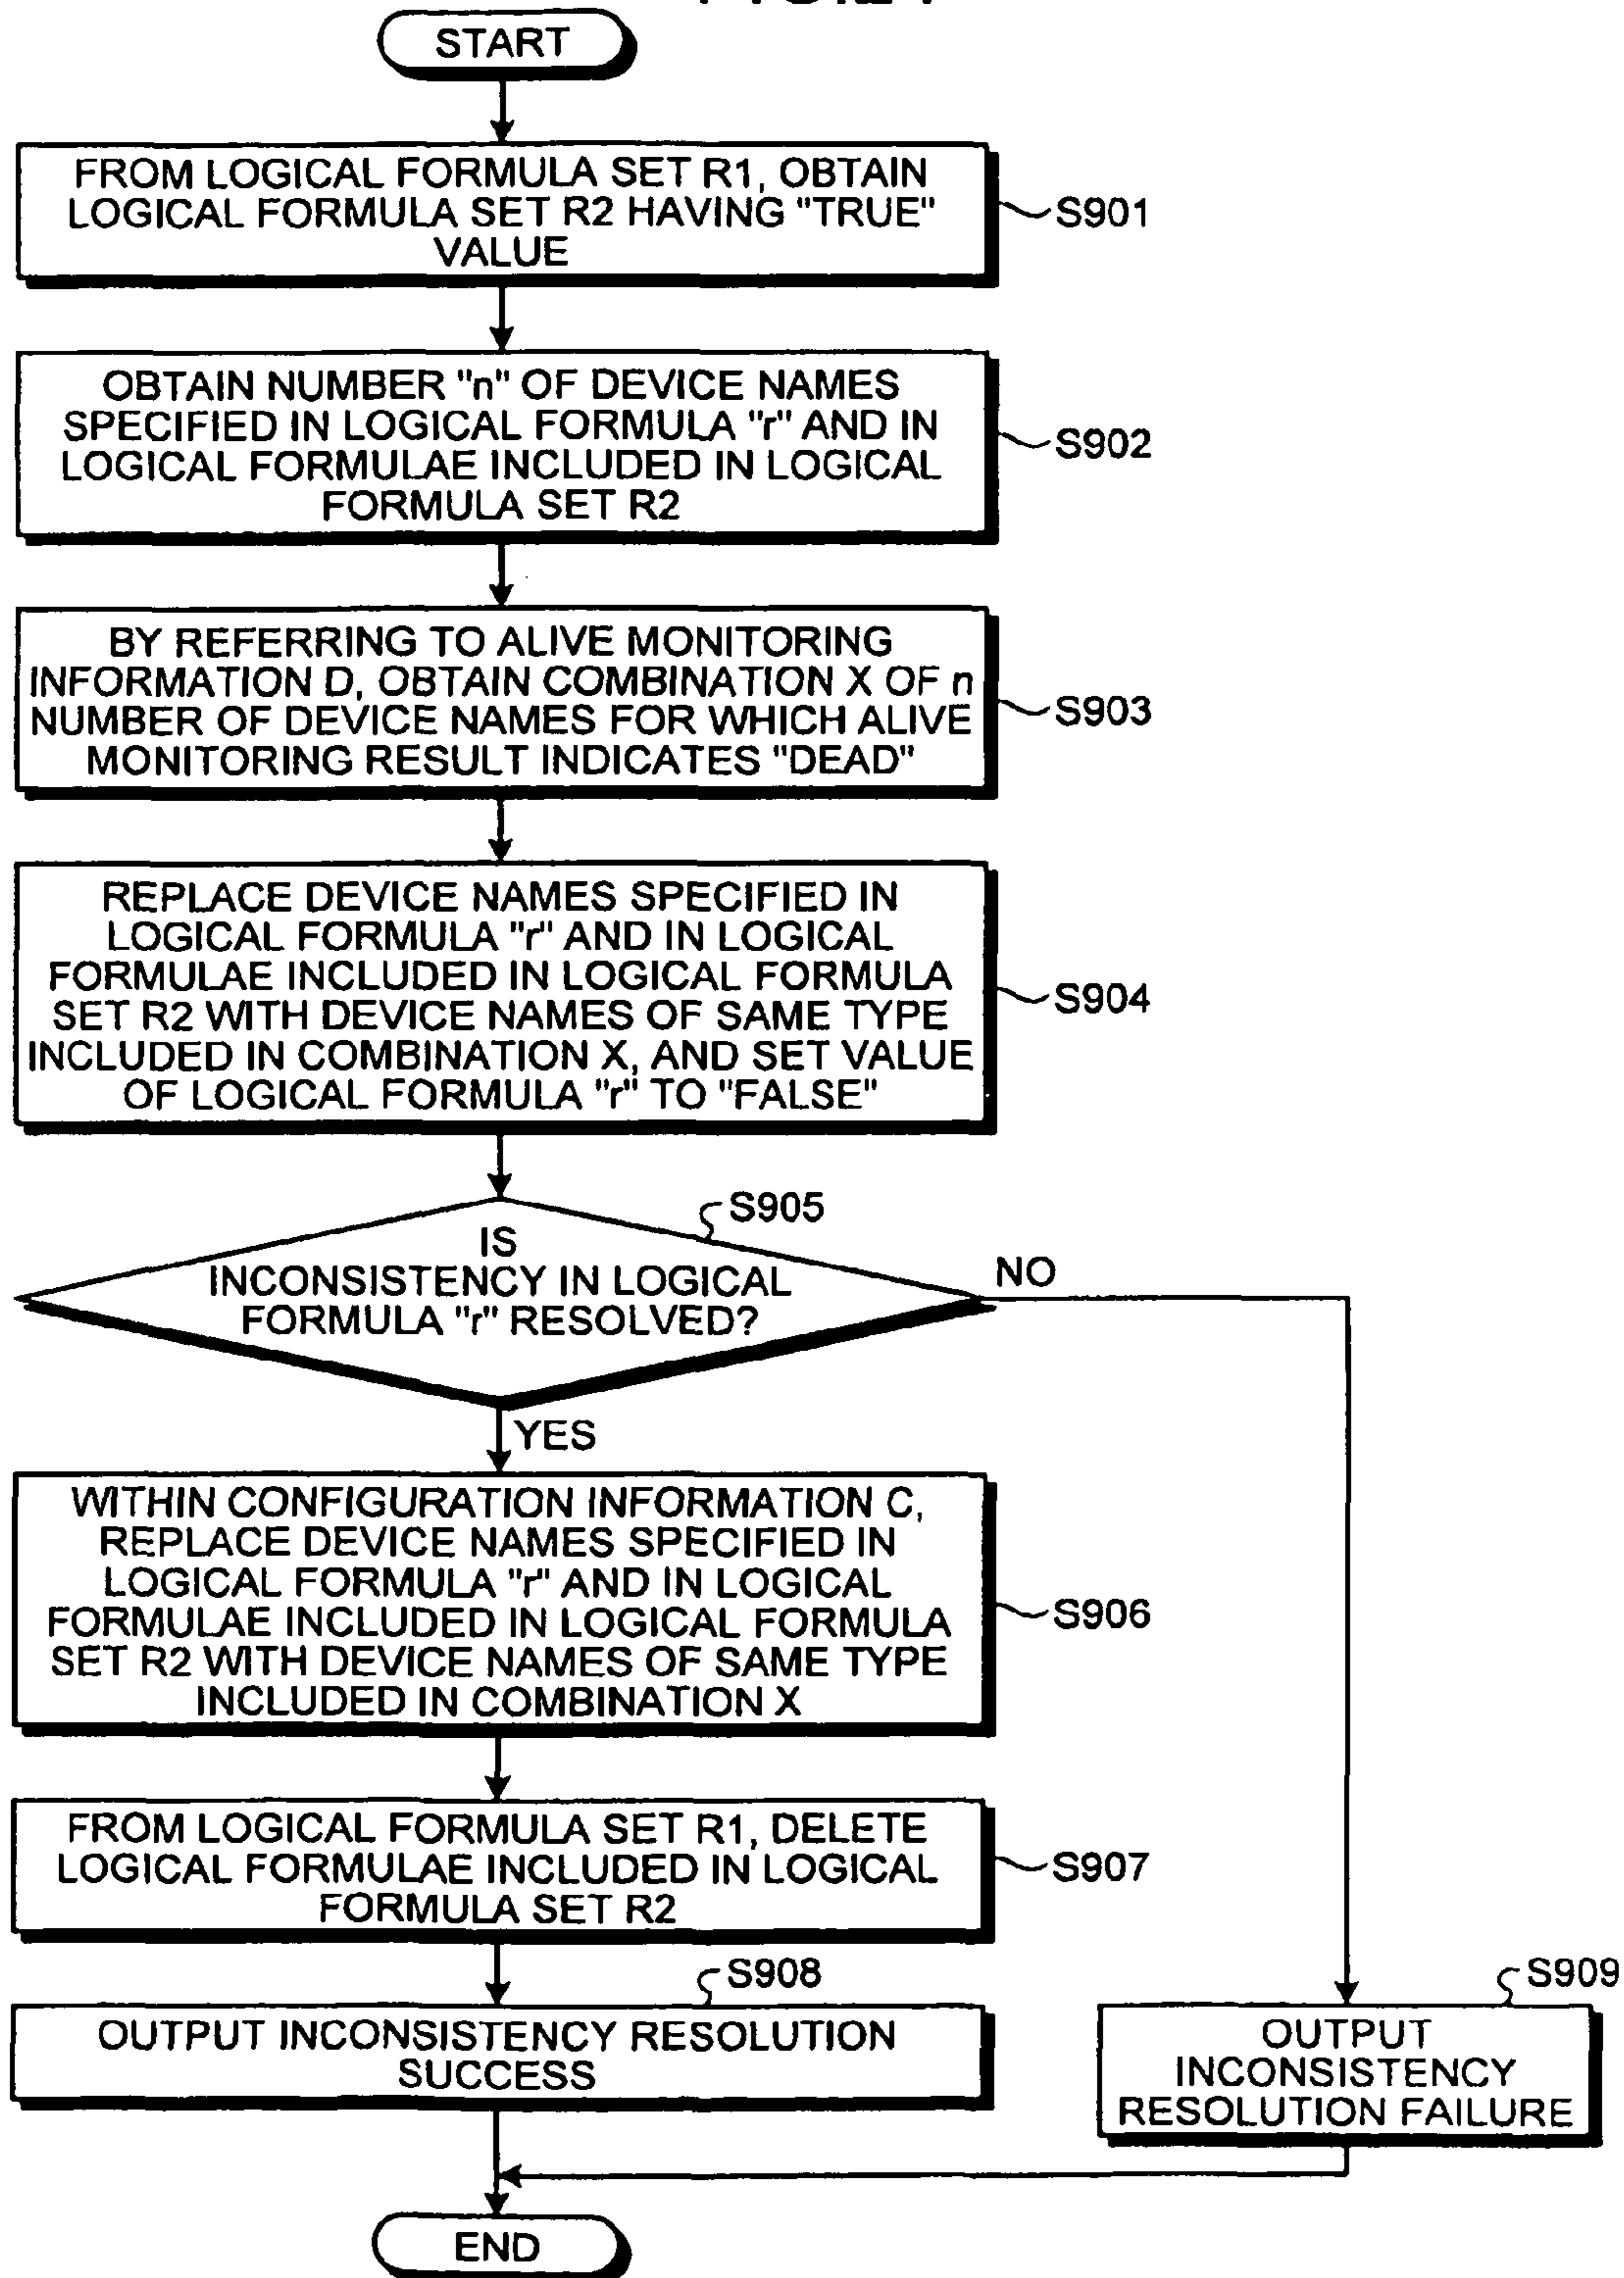 START
FROM LOGICAL FORMULA SET R1, OBTAIN
LOGICAL FORMULA SET R2 HAVING "TRUE"
VALUE
S901
OBTAIN NUMBER "n" OF DEVICE NAMES
SPECIFIED IN LOGICAL FORMULA "r" AND IN
LOGICAL FORMULAE INCLUDED IN LOGICAL
FORMULA SET R2
S902
BY REFERRING TO ALIVE MONITORING
INFORMATION D, OBTAIN COMBINATION X OF n
NUMBER OF DEVICE NAMES FOR WHICH ALIVE
MONITORING RESULT INDICATES "DEAD"
S903
REPLACE DEVICE NAMES SPECIFIED IN
LOGICAL FORMULA "r" AND IN LOGICAL
FORMULAE INCLUDED IN LOGICAL FORMULA
SET R2 WITH DEVICE NAMES OF SAME TYPE
INCLUDED IN COMBINATION X, AND SET VALUE
OF LOGICAL FORMULA "r" TO "FALSE"
S904
S905
IS
INCONSISTENCY IN LOGICAL
FORMULA "r" RESOLVED?
NO
YES
WITHIN CONFIGURATION INFORMATION C,
REPLACE DEVICE NAMES SPECIFIED IN
LOGICAL FORMULA "r" AND IN LOGICAL
FORMULAE INCLUDED IN LOGICAL FORMULA
SET R2 WITH DEVICE NAMES OF SAME TYPE
INCLUDED IN COMBINATION X
S906
FROM LOGICAL FORMULA SET R1, DELETE
LOGICAL FORMULAE INCLUDED IN LOGICAL
FORMULA SET R2
S907
S908
OUTPUT INCONSISTENCY RESOLUTION
SUCCESS
S909
OUTPUT
INCONSISTENCY
RESOLUTION FAILURE
END